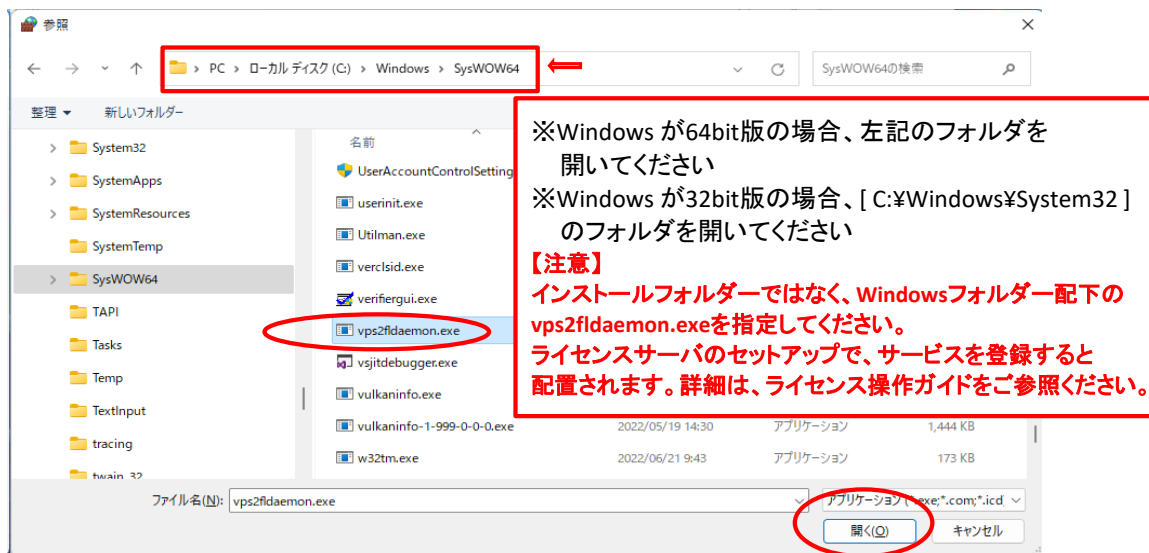 参照
PC › ローカル ディスク (C:) › Windows › SysWOW64
SysWOW64の検索
整理 新しいフォルダー
System32
SystemApps
SystemResources
SystemTemp
SysWOW64
TAPI
Tasks
Temp
TextInput
tracing
twain_32
名前
UserAccountControlSetting
userinit.exe
Utilman.exe
verclsid.exe
verifiergui.exe
vps2fldaemon.exe
vsjitdebugger.exe
vulkaninfo.exe
vulkaninfo-1-999-0-0-0.exe 2022/05/19 14:30 アプリケーション 1,444 KB
w32tm.exe 2022/06/21 9:43 アプリケーション 173 KB
※Windows が64bit版の場合、左記のフォルダを
開いてください
※Windows が32bit版の場合、[ C:¥Windows¥System32 ]
のフォルダを開いてください
【注意】
インストールフォルダーではなく、Windowsフォルダー配下の
vps2fldaemon.exeを指定してください。
ライセンスサーバのセットアップで、サービスを登録すると
配置されます。詳細は、ライセンス操作ガイドをご参照ください。
ファイル名(N): vps2fldaemon.exe
アプリケーション (*.exe;*.com;*.icd
開く(O) キャンセル